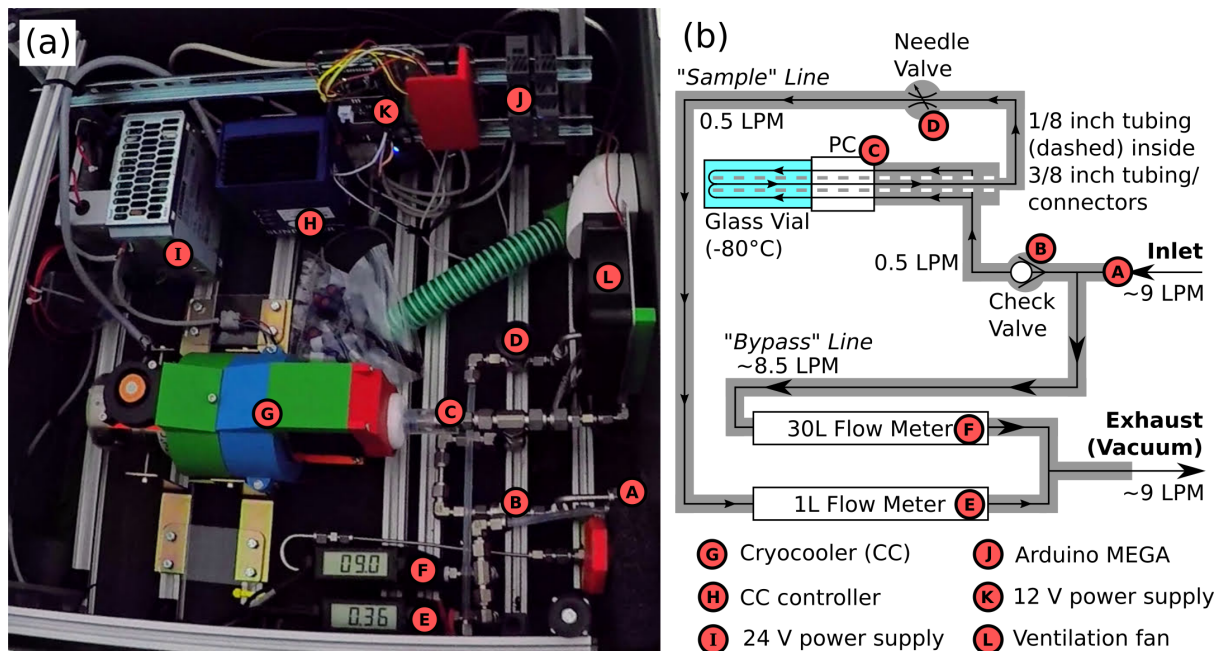 (a)
K
J
H
I
L
D
G
C
B
A
09.0
F
0.36
E
(b)
Needle
Valve
"Sample" Line
0.5 LPM
D
PC
C
1/8 inch tubing
(dashed) inside
3/8 inch tubing/
connectors
Glass Vial
(-80°C)
B
Inlet
0.5 LPM
A
~9 LPM
Check
Valve
"Bypass" Line
~8.5 LPM
Exhaust
(Vacuum)
30L Flow Meter
F
~9 LPM
1L Flow Meter
E
G Cryocooler (CC)
J Arduino MEGA
H CC controller
K 12 V power supply
I 24 V power supply
L Ventilation fan